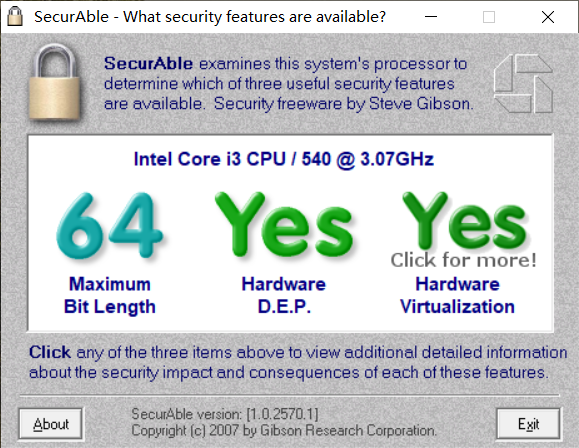 SecurAble - What security features are available?
SecurAble examines this system's processor to
determine which of three useful security features
are available. Security freeware by Steve Gibson.
Intel Core i3 CPU / 540 @ 3.07GHz
64 Yes Yes
Click for more!
Maximum Hardware Hardware
Bit Length D.E.P. Virtualization
Click any of the three items above to view additional detailed information
about the security impact and consequences of each of these features.
About
SecurAble version: [1.0.2570.1]
Copyright (c) 2007 by Gibson Research Corporation.
Exit